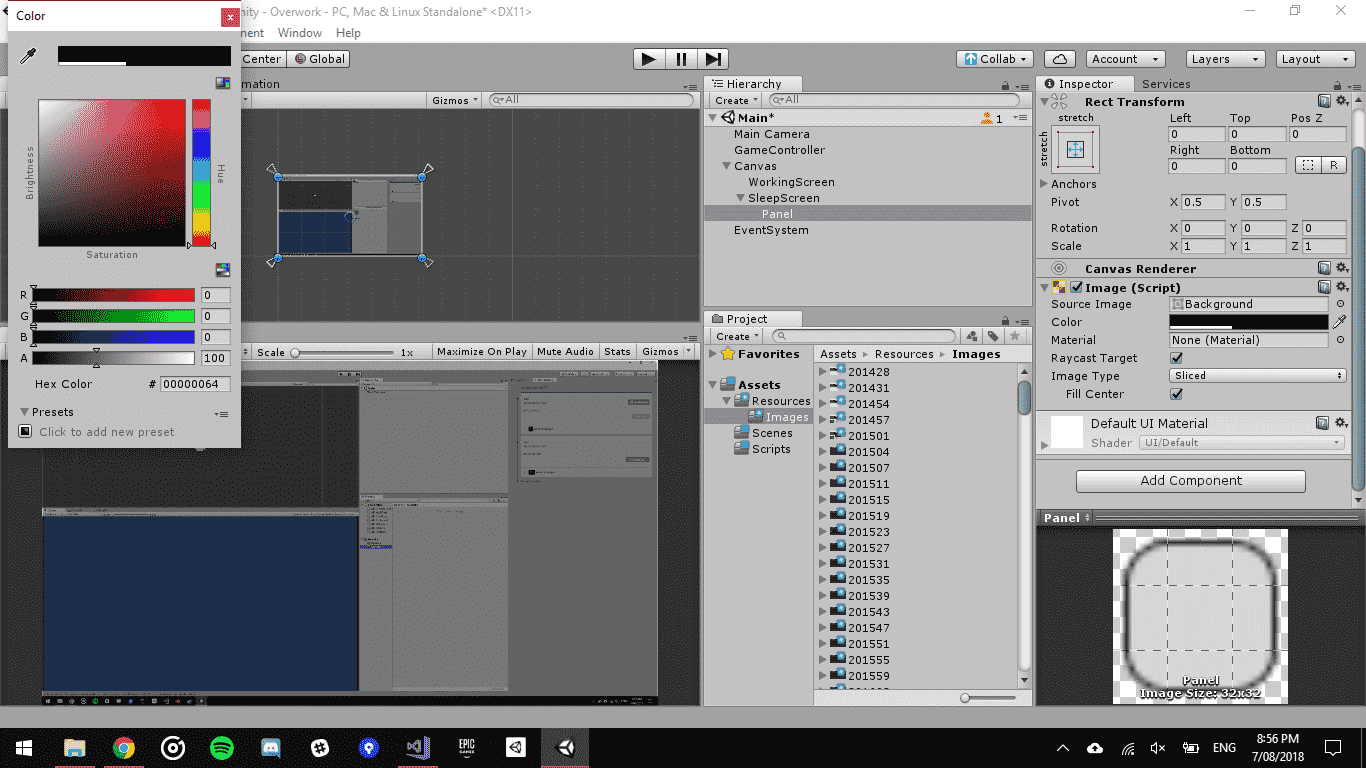 Color
nity - Overwork - PC, Mac & Linux Standalone* <DX11>
nent Window Help
Center Global
Collab
Account
Layers
Layout
mation
Gizmos
All
Brightness
Hue
Saturation
R 0
G 0
B 0
A 100
Hex Color # 00000064
Presets
Click to add new preset
Scale 1x Maximize On Play Mute Audio Stats Gizmos
Hierarchy
Create All
Main* 1
Main Camera
GameController
Canvas
WorkingScreen
SleepScreen
Panel
EventSystem
Project
Create
Favorites
Assets
Resources
Images
Scenes
Scripts
Assets Resources Images
201428
201431
201454
201457
201501
201504
201507
201511
201515
201519
201523
201527
201531
201535
201539
201543
201547
201551
201555
201559
Inspector Services
Rect Transform
stretch
stretch
Left Top Pos Z
0 0 0
Right Bottom
0 0
R
Anchors
Pivot X 0.5 Y 0.5
Rotation X 0 Y 0 Z 0
Scale X 1 Y 1 Z 1
Canvas Renderer
Image (Script)
Source Image Background
Color
Material None (Material)
Raycast Target
Image Type Sliced
Fill Center
Default UI Material
Shader UI/Default
Add Component
Panel
Panel
Image Size: 32x32
EPIC
GAMES
ENG
8:56 PM
7/08/2018